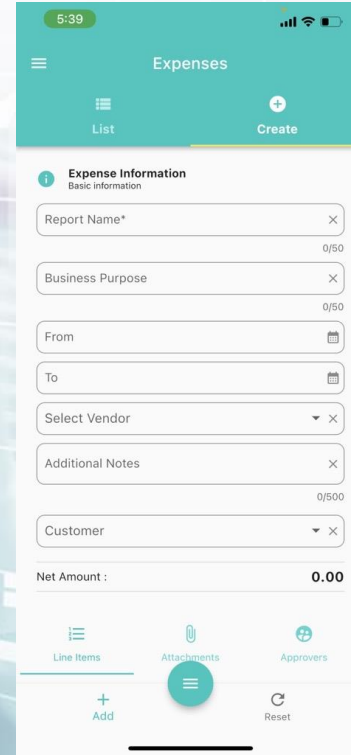 5:39
Expenses
List
Create
Expense Information
Basic information
Report Name*
0/50
Business Purpose
0/50
From
To
Select Vendor
Additional Notes
0/500
Customer
Net Amount : 0.00
Line Items
Attachments
Approvers
Add
Reset